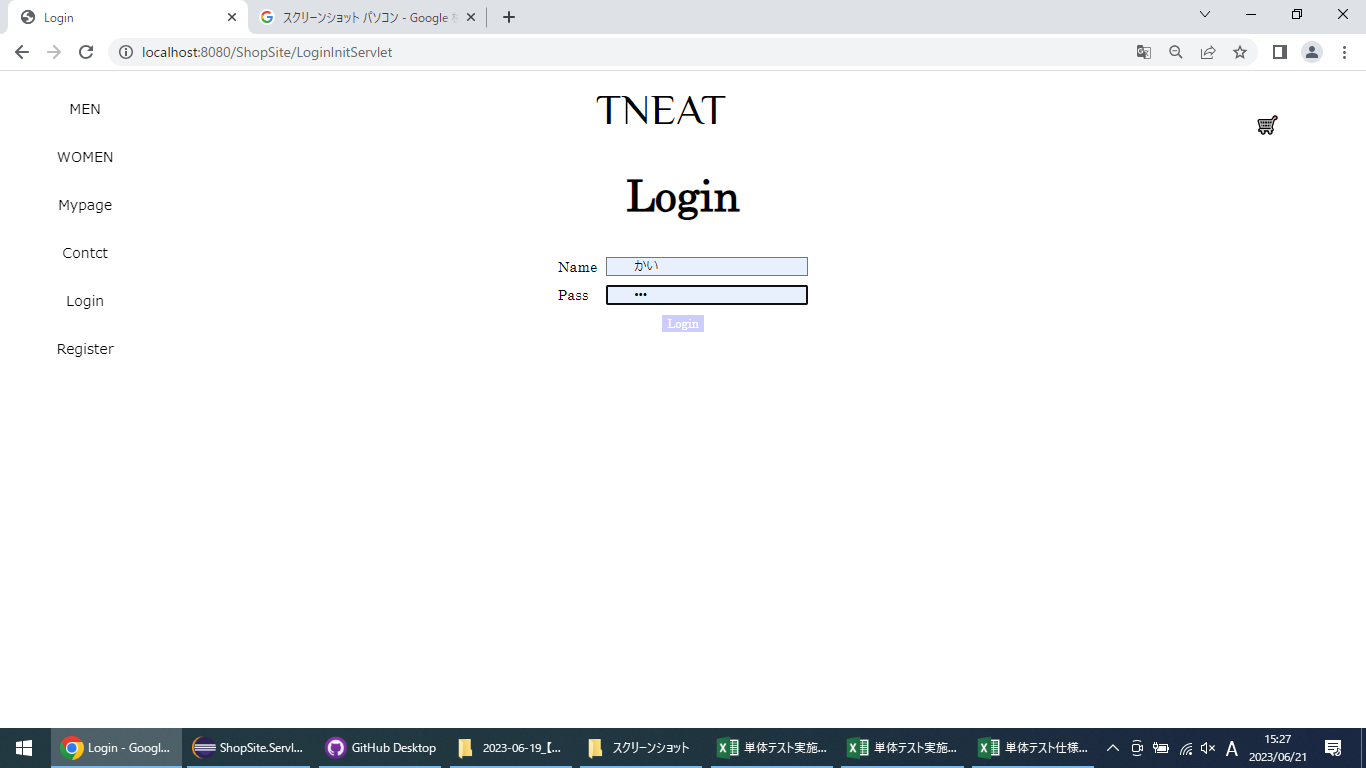 Login
スクリーンショット パソコン - Google
localhost:8080/ShopSite/LoginInitServlet
TNEAT
MEN
WOMEN
Mypage
Contct
Login
Register
Login
Name かい
Pass •••
Login
Login - Googl...
ShopSite.Servl...
GitHub Desktop
2023-06-19_【...
スクリーンショット
単体テスト実施...
単体テスト実施...
単体テスト仕様...
A
15:27
2023/06/21